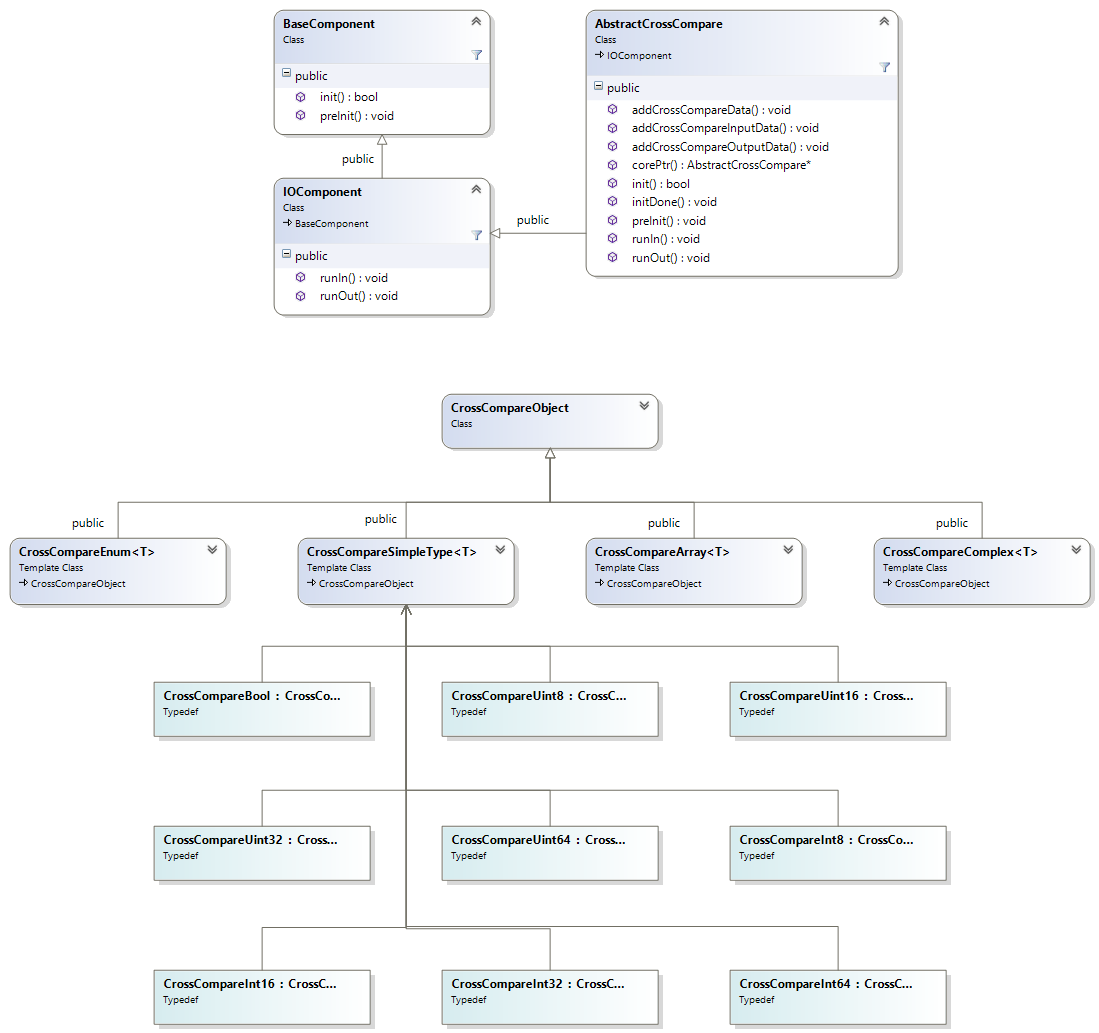 BaseComponent
Class
public
init() : bool
preInit() : void
public
IOComponent
Class
BaseComponent
public
runIn() : void
runOut() : void
public
AbstractCrossCompare
Class
IOComponent
public
addCrossCompareData() : void
addCrossCompareInputData() : void
addCrossCompareOutputData() : void
corePtr() : AbstractCrossCompare*
init() : bool
initDone() : void
preInit() : void
runIn() : void
runOut() : void
CrossCompareObject
Class
public
public
public
public
CrossCompareEnum<T>
Template Class
CrossCompareObject
CrossCompareSimpleType<T>
Template Class
CrossCompareObject
CrossCompareArray<T>
Template Class
CrossCompareObject
CrossCompareComplex<T>
Template Class
CrossCompareObject
CrossCompareBool : CrossCo...
Typedef
CrossCompareUint8 : CrossC...
Typedef
CrossCompareUint16 : Cross...
Typedef
CrossCompareUint32 : Cross...
Typedef
CrossCompareUint64 : Cross...
Typedef
CrossCompareInt8 : CrossCo...
Typedef
CrossCompareInt16 : CrossC...
Typedef
CrossCompareInt32 : CrossC...
Typedef
CrossCompareInt64 : CrossC...
Typedef